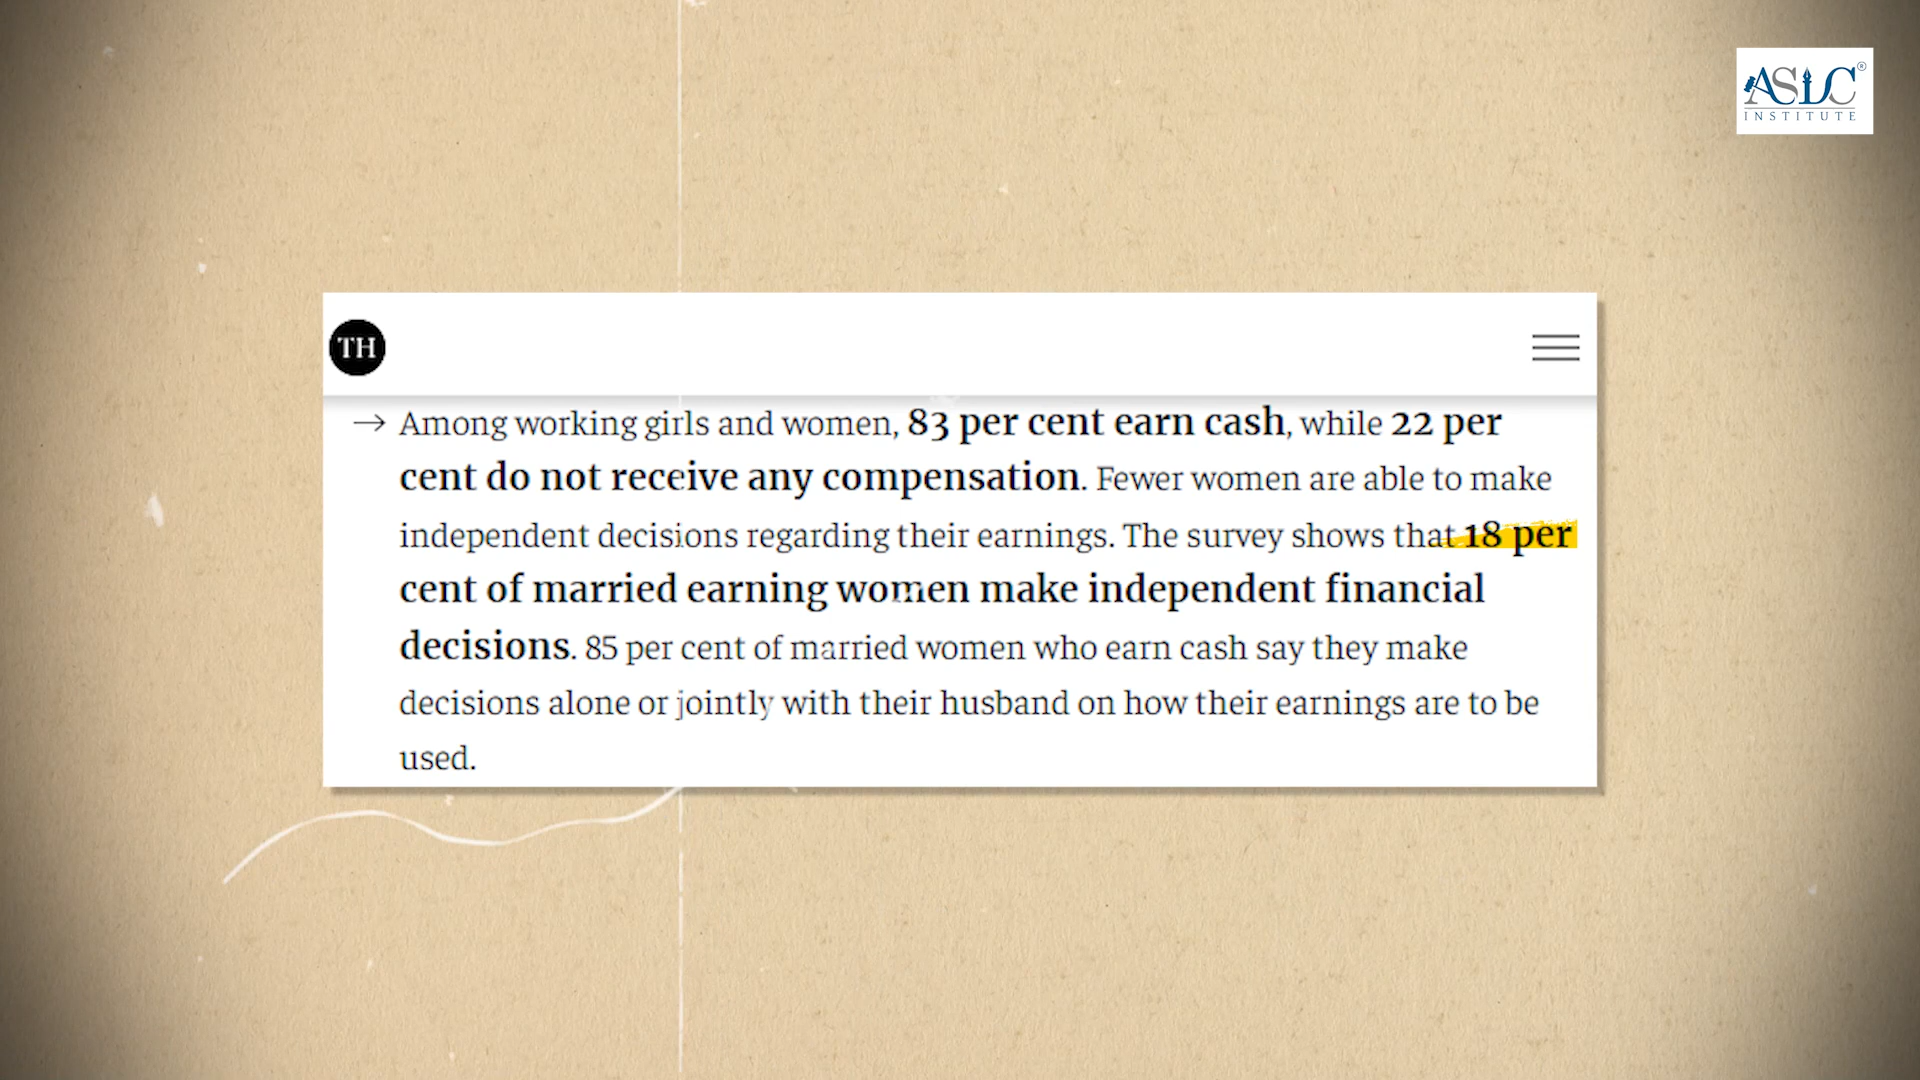 ASLC®
INSTITUTE
TH
→ Among working girls and women, 83 per cent earn cash, while 22 per
cent do not receive any compensation. Fewer women are able to make
independent decisions regarding their earnings. The survey shows that 18 per
cent of married earning women make independent financial
decisions. 85 per cent of married women who earn cash say they make
decisions alone or jointly with their husband on how their earnings are to be
used.